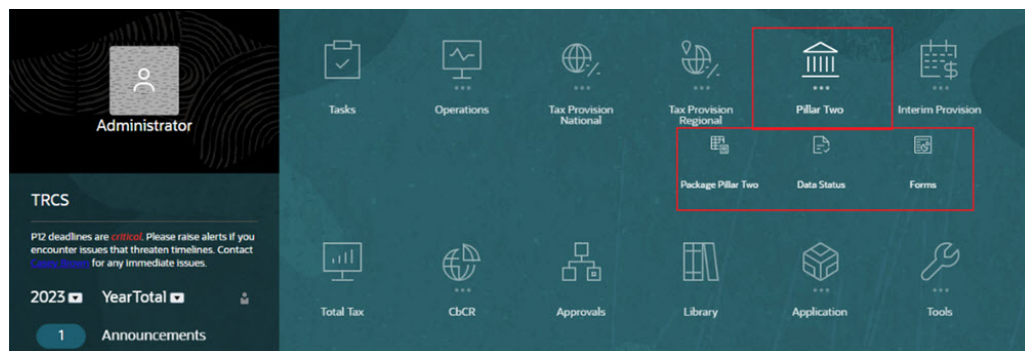 Administrator
TRCS
P12 deadlines are critical. Please raise alerts if you
encounter issues that threaten timelines. Contact
for any immediate issues.
2023 YearTotal
1 Announcements
Tasks
Operations
Tax Provision
National
Tax Provision
Regional
Pillar Two
Interim Provision
Package Pillar Two
Data Status
Forms
Total Tax
CbCR
Approvals
Library
Application
Tools